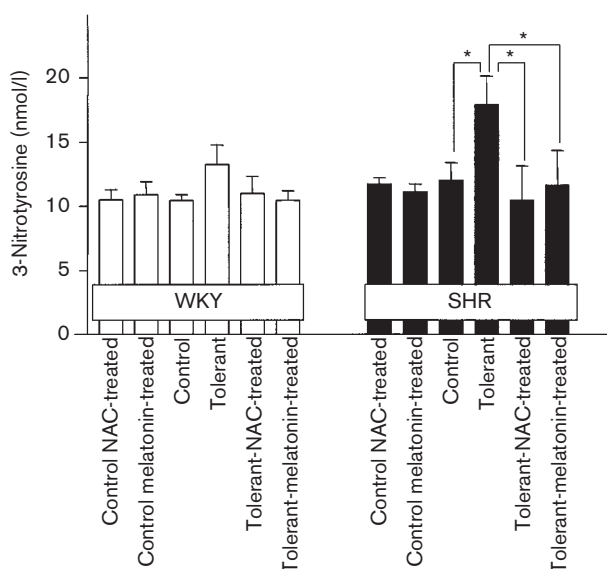 3-Nitrotyrosine (nmol/l)
20
15
10
5
0
* * *
WKY
SHR
Control NAC-treated
Control melatonin-treated
Control
Tolerant
Tolerant-NAC-treated
Tolerant-melatonin-treated
Control NAC-treated
Control melatonin-treated
Control
Tolerant
Tolerant-NAC-treated
Tolerant-melatonin-treated